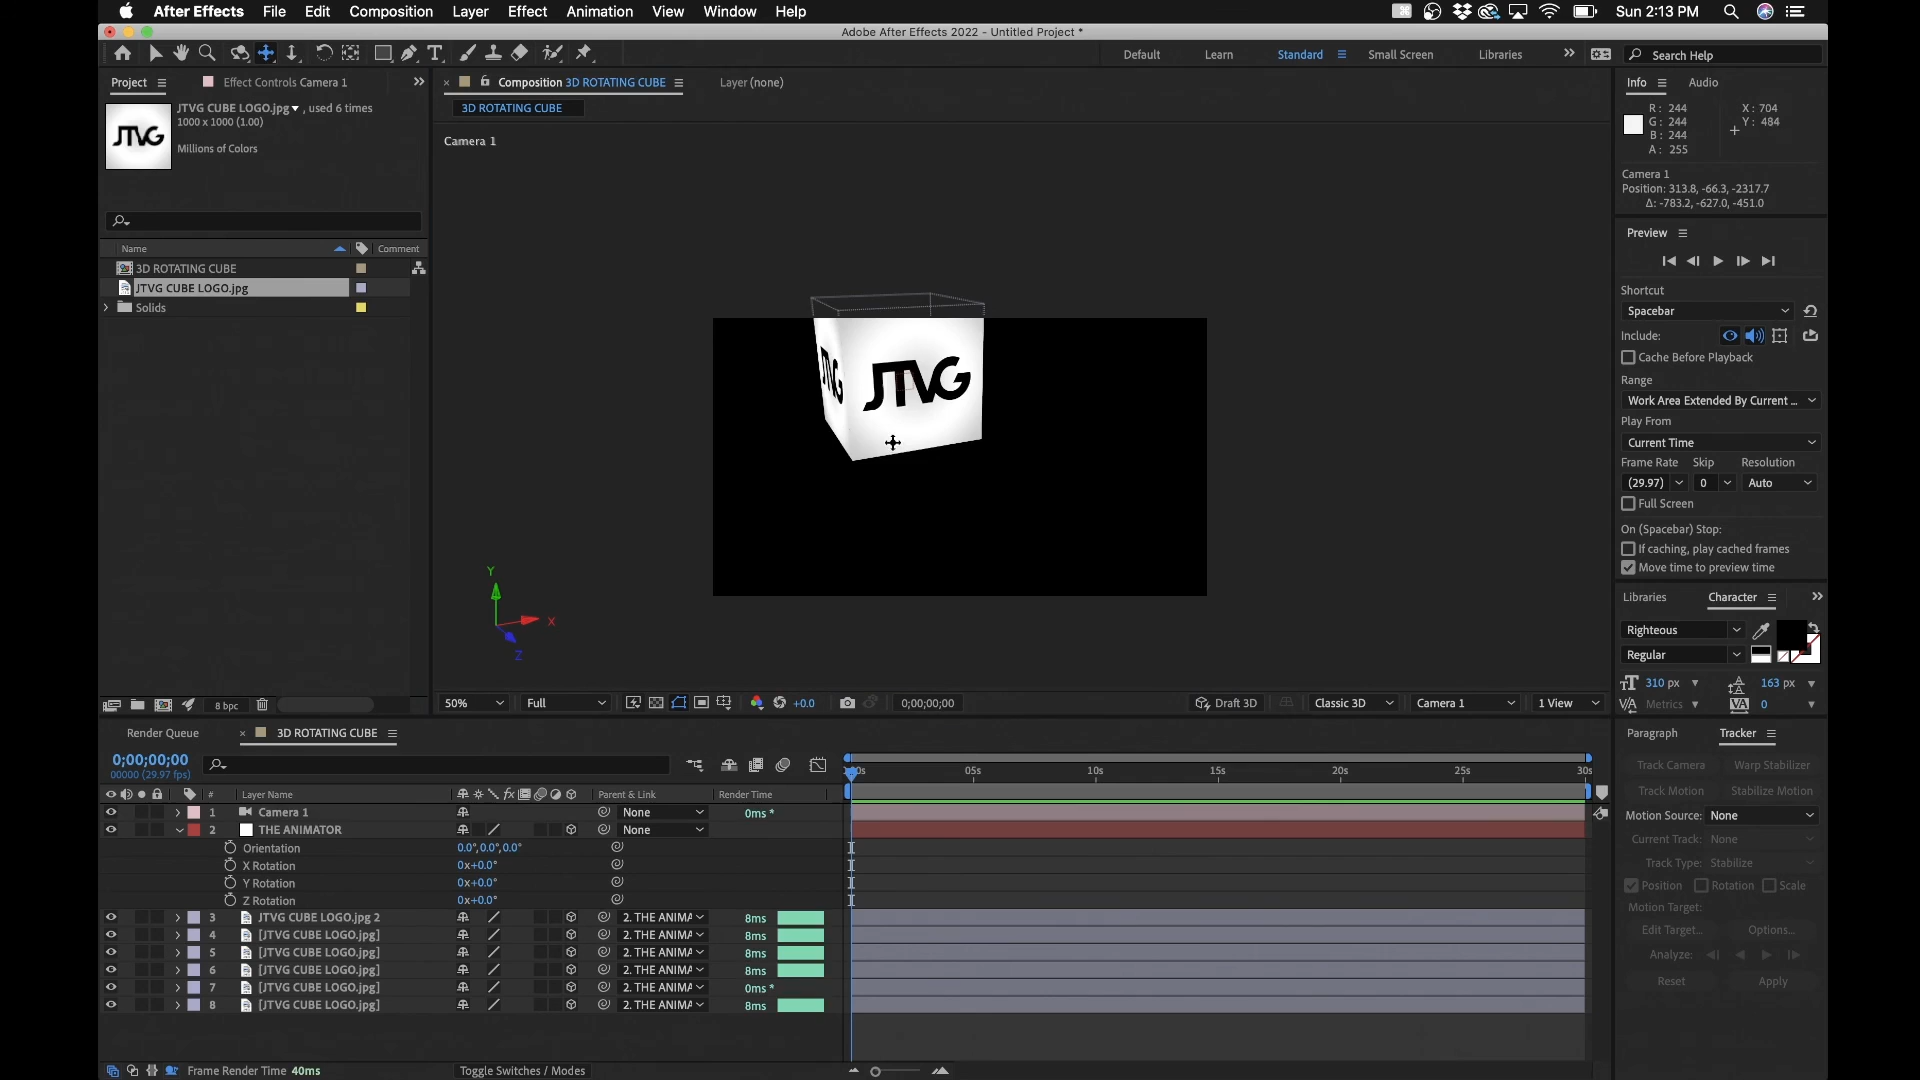 After Effects File Edit Composition Layer Effect Animation View Window Help Sun 2:13 PM
Adobe After Effects 2022 - Untitled Project *
Default Learn Standard Small Screen Libraries Search Help
Project Effect Controls Camera 1
Composition 3D ROTATING CUBE Layer (none)
3D ROTATING CUBE
Camera 1
JTVG
JTVG CUBE LOGO.jpg , used 6 times
1000 x 1000 (1.00)
Millions of Colors
Name Comment
3D ROTATING CUBE
JTVG CUBE LOGO.jpg
Solids
8 bpc
JTVG
JTVG
Y
X
Z
50% Full +0.0 0;00;00;00 Draft 3D Classic 3D Camera 1 1 View
Info Audio
R: 244 X: 704
G: 244 Y: 484
B: 244
A: 255
Camera 1
Position: 313.8, -66.3, -2317.7
Δ: -783.2, -627.0, -451.0
Preview
Shortcut
Spacebar
Include:
Cache Before Playback
Range
Work Area Extended By Current ...
Play From
Current Time
Frame Rate Skip Resolution
(29.97) 0 Auto
Full Screen
On (Spacebar) Stop:
If caching, play cached frames
Move time to preview time
Libraries Character
Righteous
Regular
310 px 163 px
Metrics 0
Paragraph Tracker
Track Camera Warp Stabilizer
Track Motion Stabilize Motion
Motion Source: None
Current Track: None
Track Type: Stabilize
Position Rotation Scale
Motion Target:
Edit Target... Options...
Analyze:
Reset Apply
Render Queue 3D ROTATING CUBE
0;00;00;00
00000 (29.97 fps)
05s 10s 15s 20s 25s 30s
# Layer Name Parent & Link Render Time
1 Camera 1 None 0ms *
2 THE ANIMATOR None
Orientation 0.0°,0.0°,0.0°
X Rotation 0x+0.0°
Y Rotation 0x+0.0°
Z Rotation 0x+0.0°
3 JTVG CUBE LOGO.jpg 2 2. THE ANIMA 8ms
4 [JTVG CUBE LOGO.jpg] 2. THE ANIMA 8ms
5 [JTVG CUBE LOGO.jpg] 2. THE ANIMA 8ms
6 [JTVG CUBE LOGO.jpg] 2. THE ANIMA 8ms
7 [JTVG CUBE LOGO.jpg] 2. THE ANIMA 0ms *
8 [JTVG CUBE LOGO.jpg] 2. THE ANIMA 8ms
Frame Render Time 40ms Toggle Switches / Modes